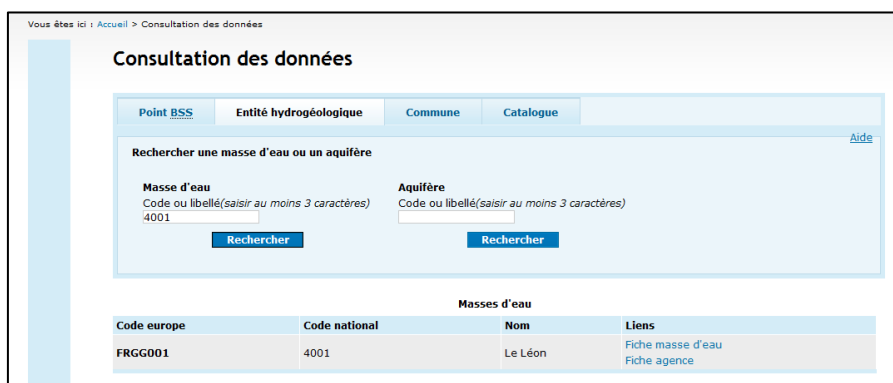 Vous êtes ici : Accueil > Consultation des données
Consultation des données
Point BSS Entité hydrogéologique Commune Catalogue
Aide
Rechercher une masse d'eau ou un aquifère
Masse d'eau Aquifère
Code ou libellé(saisir au moins 3 caractères) Code ou libellé(saisir au moins 3 caractères)
4001
Rechercher Rechercher
Masses d'eau
Code europe Code national Nom Liens
FRGG001 4001 Le Léon Fiche masse d'eau
Fiche agence